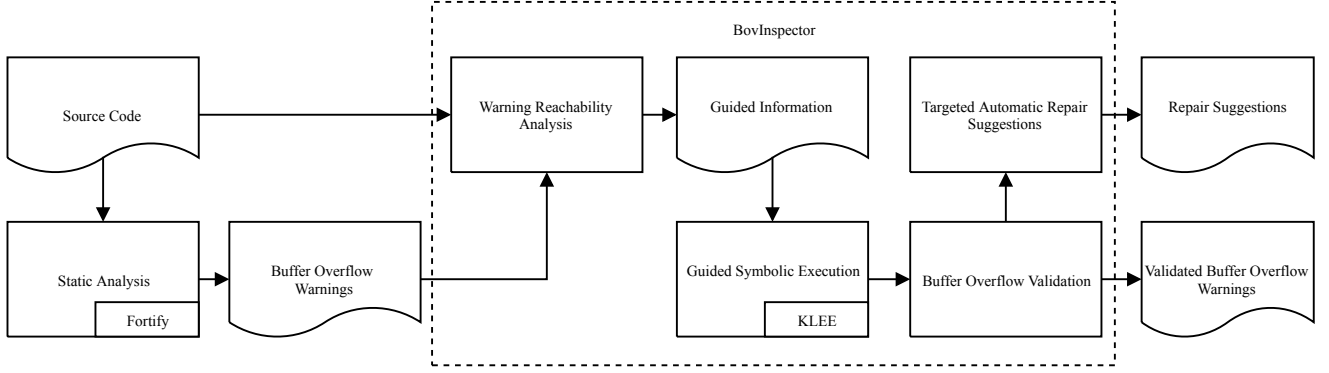 BovInspector
Source Code
Warning Reachability
Analysis
Guided Information
Targeted Automatic Repair
Suggestions
Repair Suggestions
Static Analysis
Fortify
Buffer Overflow
Warnings
Guided Symbolic Execution
KLEE
Buffer Overflow Validation
Validated Buffer Overflow
Warnings